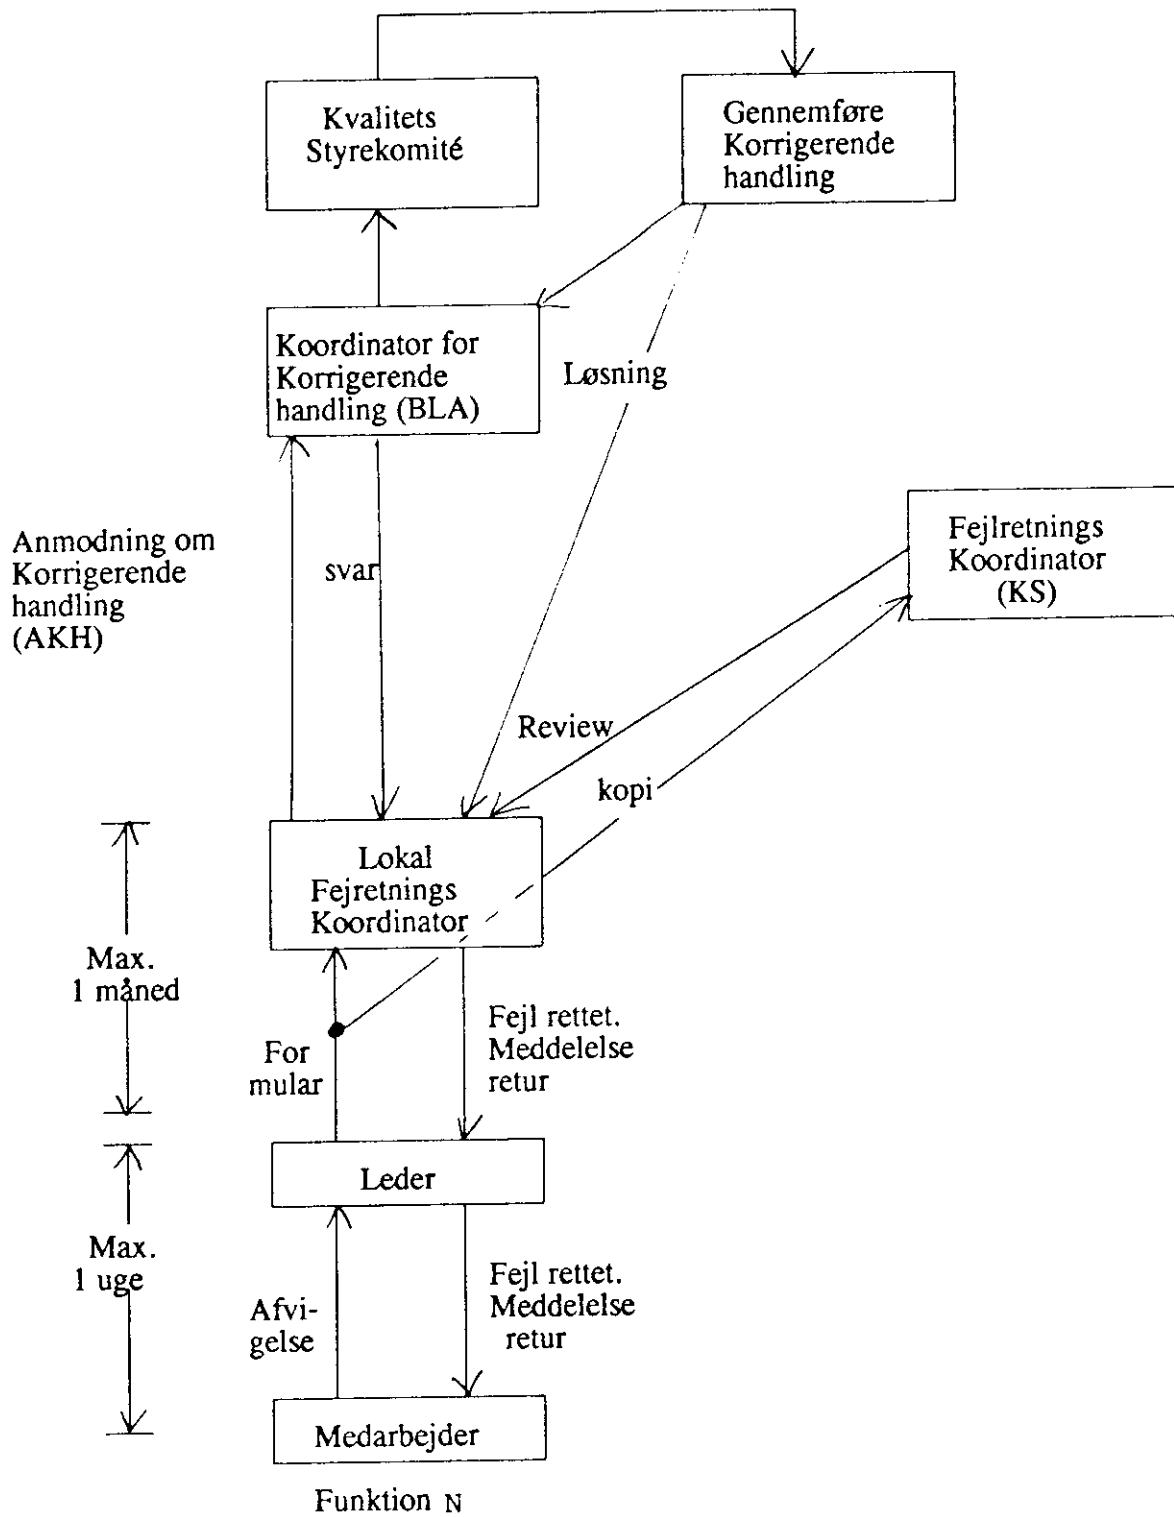 Kvalitets
Styrekomité
Gennemføre
Korrigerende
handling
Koordinator for
Korrigerende
handling (BLA)
Løsning
Anmodning om
Korrigerende
handling
(AKH)
svar
Fejlretnings
Koordinator
(KS)
Review
kopi
Lokal
Fejretnings
Koordinator
Max.
1 måned
For
mular
Fejl rettet.
Meddelelse
retur
Leder
Max.
1 uge
Afvi-
gelse
Fejl rettet.
Meddelelse
retur
Medarbejder
Funktion N